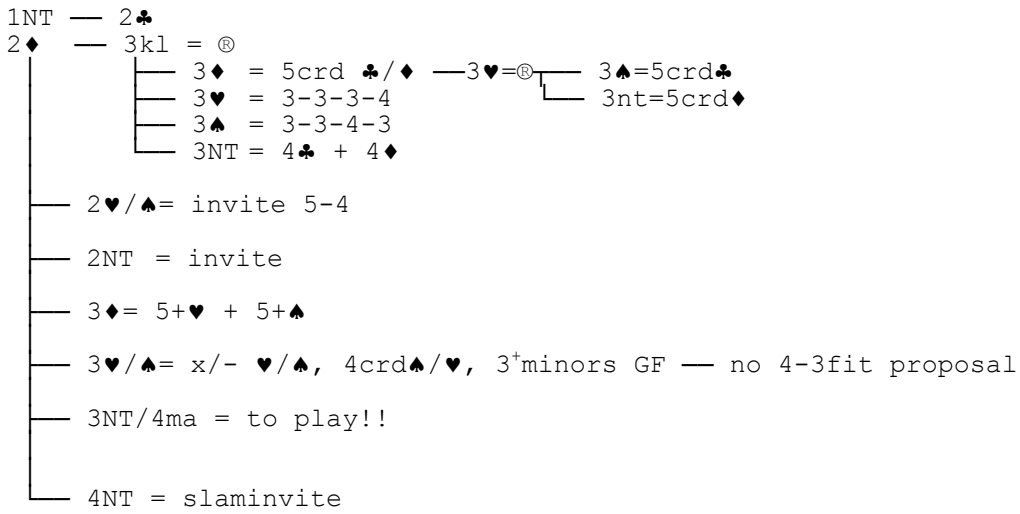 1NT — 2♣
2♦ — 3kl = ®
3♦ = 5crd ♣/♦ —3♥=® 3♠=5crd♣
3♥ = 3-3-3-4 3nt=5crd♦
3♠ = 3-3-4-3
3NT = 4♣ + 4♦
2♥/♠= invite 5-4
2NT = invite
3♦= 5+♥ + 5+♠
3♥/♠= x/- ♥/♠, 4crd♠/♥, 3⁺minors GF — no 4-3fit proposal
3NT/4ma = to play!!
4NT = slaminvite